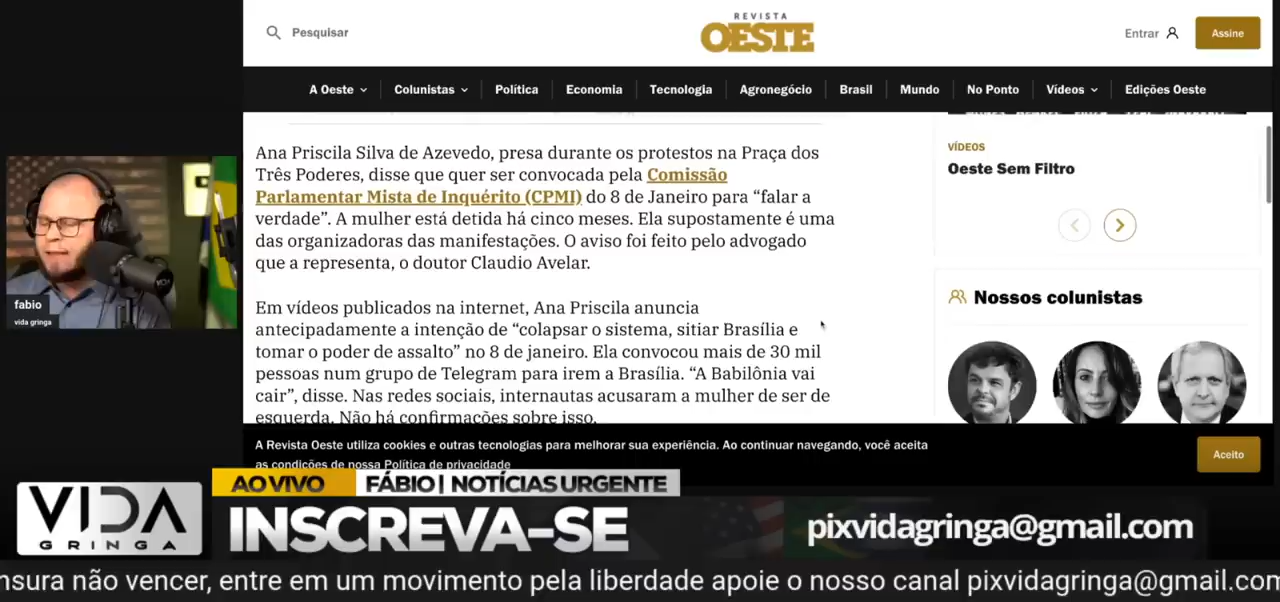 Pesquisar
REVISTA
OESTE
Entrar
Assine
A Oeste
Colunistas
Política
Economia
Tecnologia
Agronegócio
Brasil
Mundo
No Ponto
Vídeos
Edições Oeste
Ana Priscila Silva de Azevedo, presa durante os protestos na Praça dos
Três Poderes, disse que quer ser convocada pela Comissão
Parlamentar Mista de Inquérito (CPMI) do 8 de Janeiro para “falar a
verdade”. A mulher está detida há cinco meses. Ela supostamente é uma
das organizadoras das manifestações. O aviso foi feito pelo advogado
que a representa, o doutor Claudio Avelar.
Em vídeos publicados na internet, Ana Priscila anuncia
antecipadamente a intenção de “colapsar o sistema, sitiar Brasília e
tomar o poder de assalto” no 8 de janeiro. Ela convocou mais de 30 mil
pessoas num grupo de Telegram para irem a Brasília. “A Babilônia vai
cair”, disse. Nas redes sociais, internautas acusaram a mulher de ser de
esquerda. Não há confirmações sobre isso.
VÍDEOS
Oeste Sem Filtro
Nossos colunistas
fabio
vida gringa
A Revista Oeste utiliza cookies e outras tecnologias para melhorar sua experiência. Ao continuar navegando, você aceita
as condições de nossa Política de privacidade
Aceito
AO VIVO
FÁBIO | NOTÍCIAS URGENTE
VIDA
GRINGA
INSCREVA-SE
pixvidagringa@gmail.com
nsura não vencer, entre em um movimento pela liberdade apoie o nosso canal pixvidagringa@gmail.com